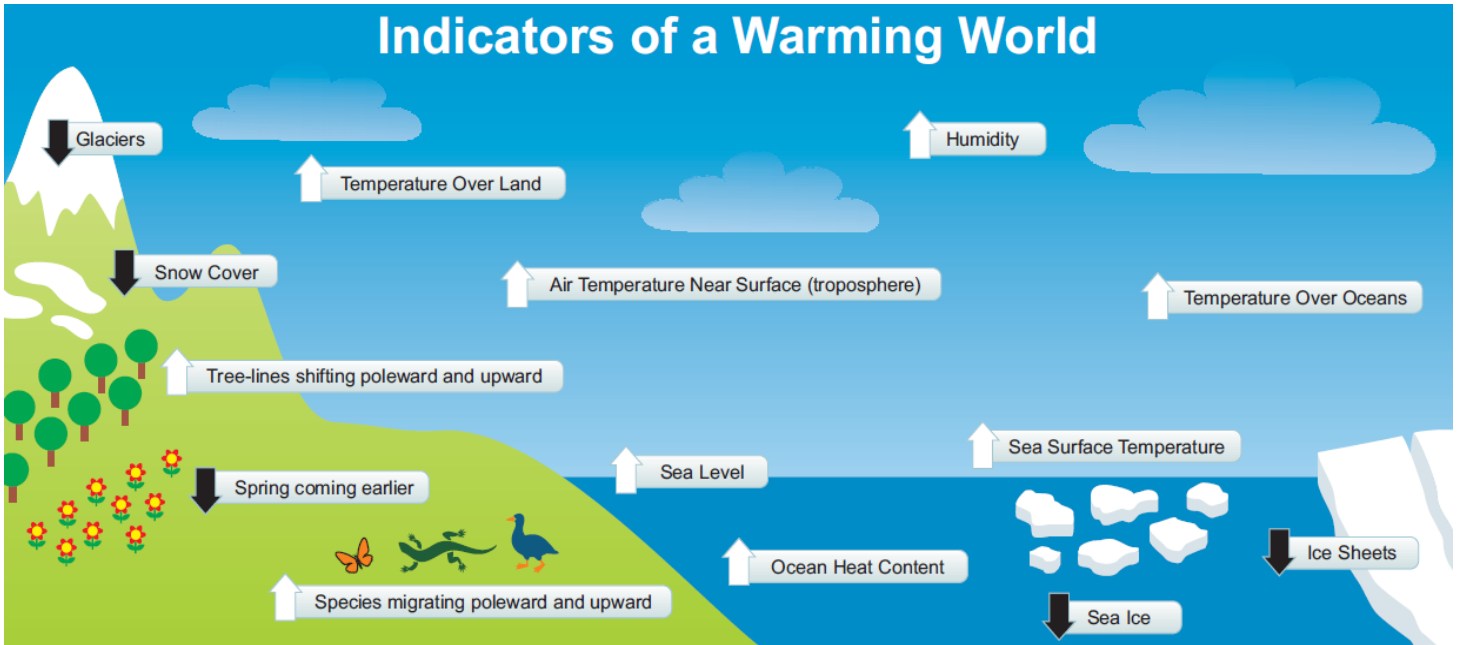 Indicators of a Warming World
Glaciers
Humidity
Temperature Over Land
Snow Cover
Air Temperature Near Surface (troposphere)
Temperature Over Oceans
Tree-lines shifting poleward and upward
Sea Surface Temperature
Sea Level
Spring coming earlier
Ice Sheets
Ocean Heat Content
Species migrating poleward and upward
Sea Ice